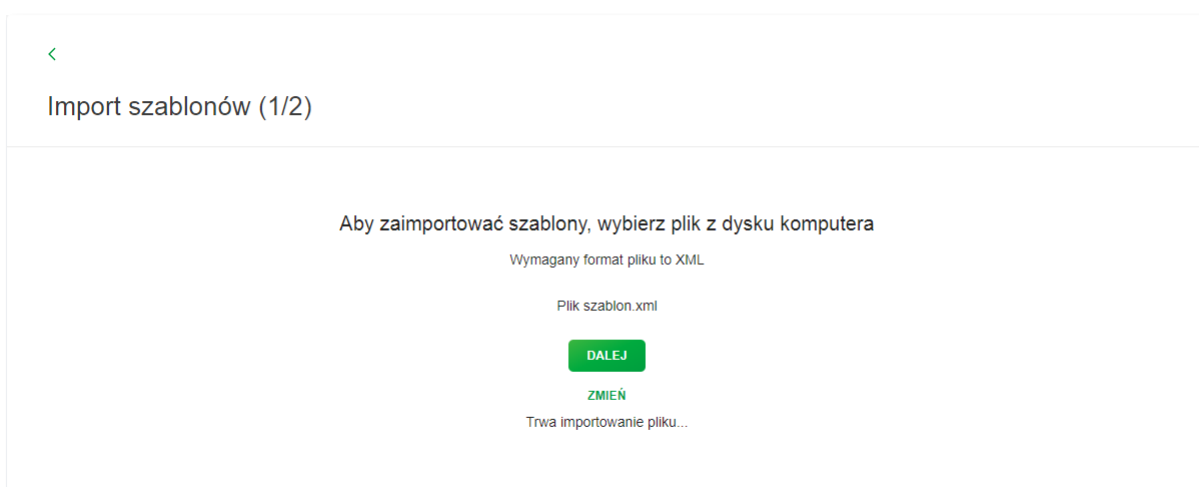 Import szablonów (1/2)
Aby zaimportować szablony, wybierz plik z dysku komputera
Wymagany format pliku to XML
Plik szablon.xml
DALEJ
ZMIEŃ
Trwa importowanie pliku...